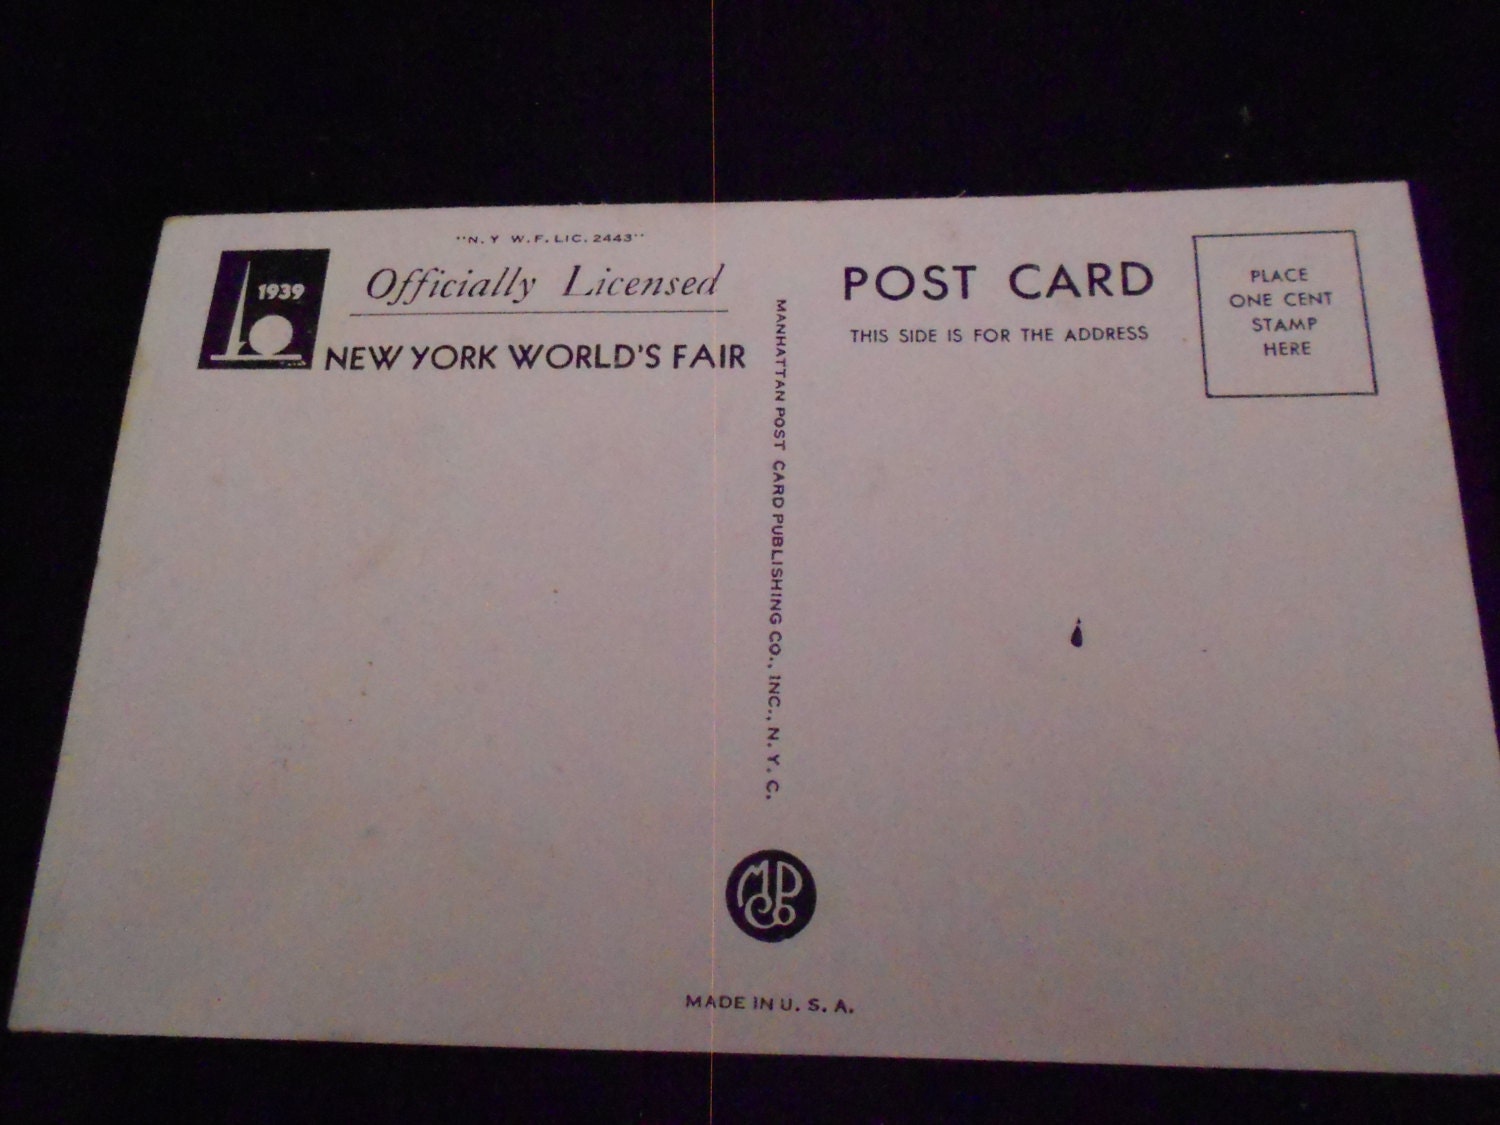 "N. Y W. F. LIC. 2443"
1939
Officially Licensed
NEW YORK WORLD'S FAIR
MANHATTAN POST CARD PUBLISHING CO., INC., N. Y. C.
POST CARD
THIS SIDE IS FOR THE ADDRESS
PLACE
ONE CENT
STAMP
HERE
MPCo
MADE IN U. S. A.